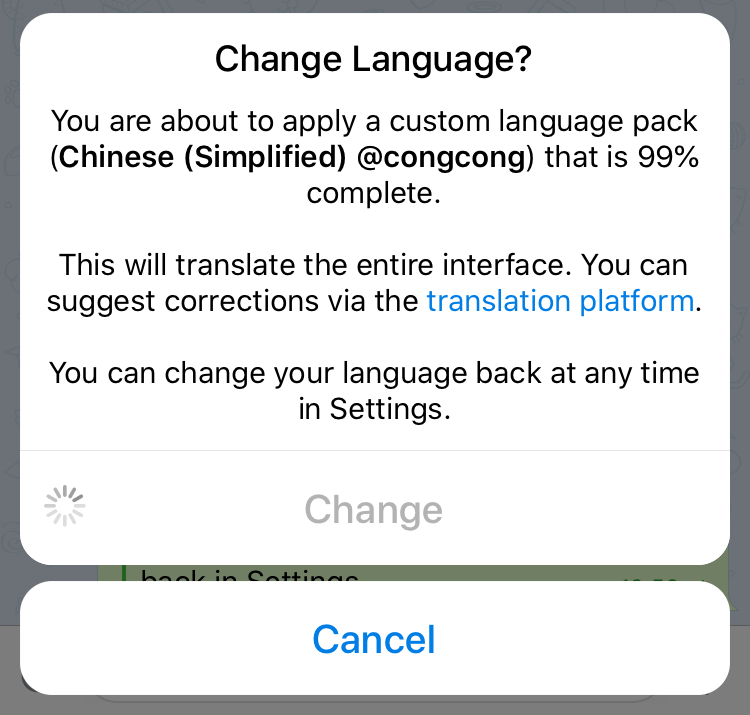 Change Language?
You are about to apply a custom language pack
(Chinese (Simplified) @congcong) that is 99%
complete.
This will translate the entire interface. You can
suggest corrections via the translation platform.
You can change your language back at any time
in Settings.
Change
back in Settings
Cancel